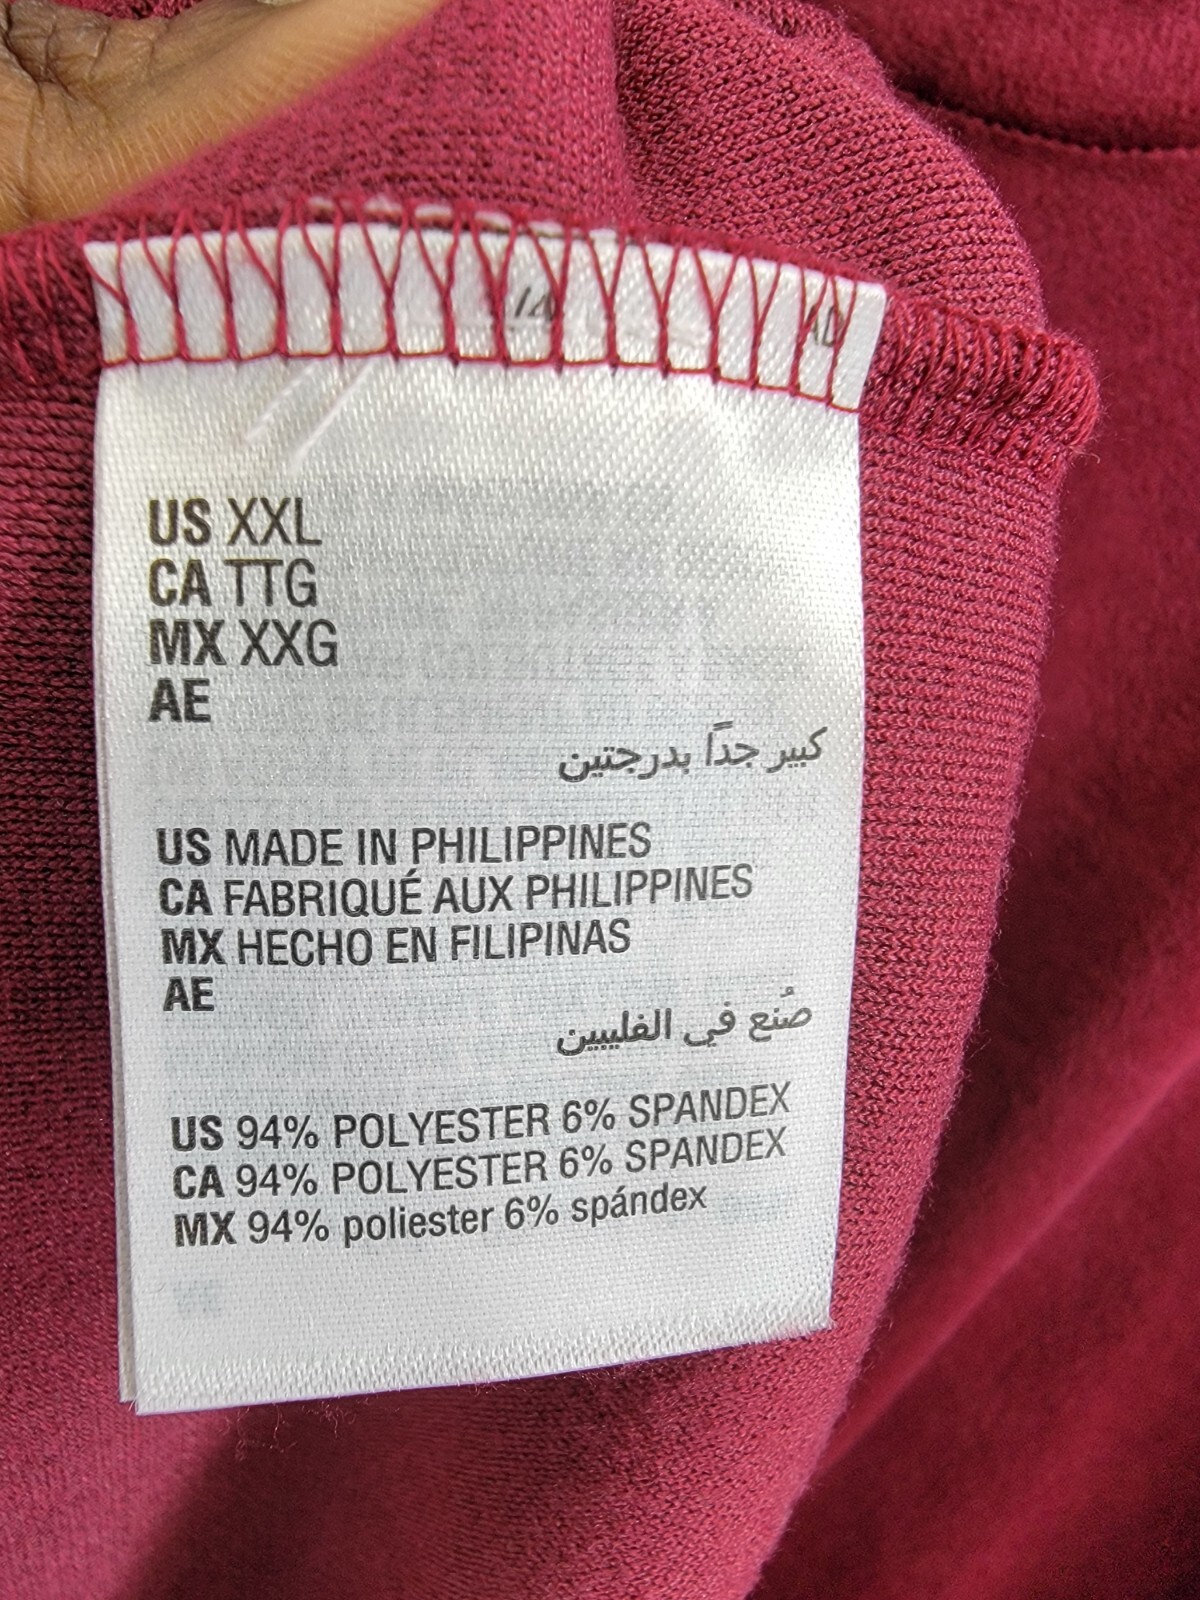 US XXL
CA TTG
MX XXG
AE
كبير جداً بدرجتين
US MADE IN PHILIPPINES
CA FABRIQUÉ AUX PHILIPPINES
MX HECHO EN FILIPINAS
AE
صُنع في الفليبين
US 94% POLYESTER 6% SPANDEX
CA 94% POLYESTER 6% SPANDEX
MX 94% poliester 6% spándex